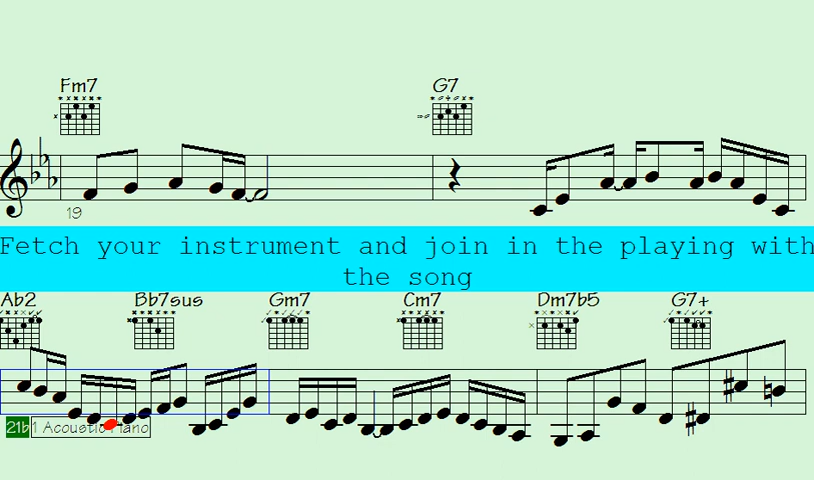 Fm7 G7
19
Fetch your instrument and join in the playing with
the song
Ab2 Bb7sus Gm7 Cm7 Dm7b5 G7+
21b 1 Acoustic Piano